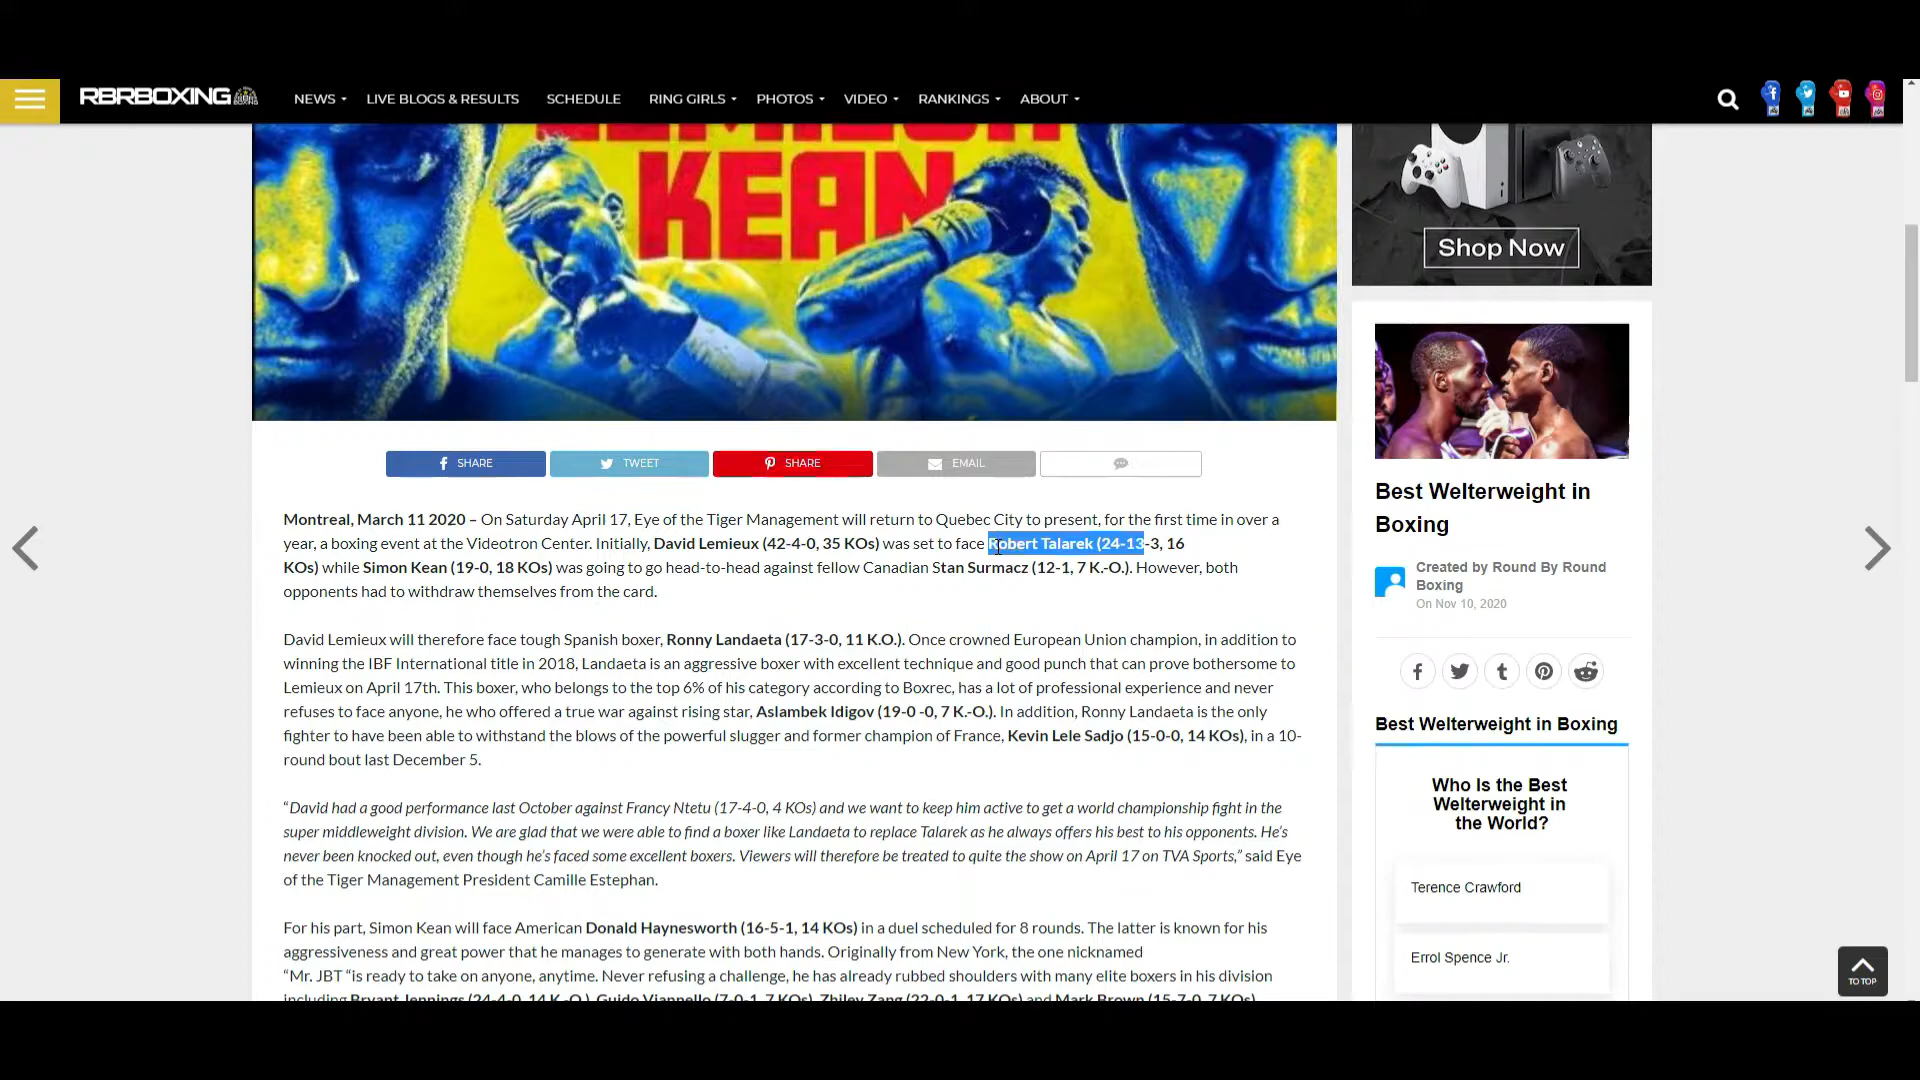 RBRBOXING
NEWS LIVE BLOGS & RESULTS SCHEDULE RING GIRLS PHOTOS VIDEO RANKINGS ABOUT
KEAN
Shop Now
SHARE TWEET SHARE EMAIL
Montreal, March 11 2020 – On Saturday April 17, Eye of the Tiger Management will return to Quebec City to present, for the first time in over a
year, a boxing event at the Videotron Center. Initially, David Lemieux (42-4-0, 35 KOs) was set to face Robert Talarek (24-13-3, 16
KOs) while Simon Kean (19-0, 18 KOs) was going to go head-to-head against fellow Canadian Stan Surmacz (12-1, 7 K.-O.). However, both
opponents had to withdraw themselves from the card.
David Lemieux will therefore face tough Spanish boxer, Ronny Landaeta (17-3-0, 11 K.O.). Once crowned European Union champion, in addition to
winning the IBF International title in 2018, Landaeta is an aggressive boxer with excellent technique and good punch that can prove bothersome to
Lemieux on April 17th. This boxer, who belongs to the top 6% of his category according to Boxrec, has a lot of professional experience and never
refuses to face anyone, he who offered a true war against rising star, Aslambek Idigov (19-0 -0, 7 K.-O.). In addition, Ronny Landaeta is the only
fighter to have been able to withstand the blows of the powerful slugger and former champion of France, Kevin Lele Sadjo (15-0-0, 14 KOs), in a 10-
round bout last December 5.
“David had a good performance last October against Francy Ntetu (17-4-0, 4 KOs) and we want to keep him active to get a world championship fight in the
super middleweight division. We are glad that we were able to find a boxer like Landaeta to replace Talarek as he always offers his best to his opponents. He’s
never been knocked out, even though he’s faced some excellent boxers. Viewers will therefore be treated to quite the show on April 17 on TVA Sports,” said Eye
of the Tiger Management President Camille Estephan.
For his part, Simon Kean will face American Donald Haynesworth (16-5-1, 14 KOs) in a duel scheduled for 8 rounds. The latter is known for his
aggressiveness and great power that he manages to generate with both hands. Originally from New York, the one nicknamed
“Mr. JBT “is ready to take on anyone, anytime. Never refusing a challenge, he has already rubbed shoulders with many elite boxers in his division
including Bryant Jennings (24-4-0, 14 K.-O.), Guido Viannello (7-0-1, 7 KOs), Zhiley Zang (22-0-1, 17 KOs) and Mark Brown (15-7-0, 7 KOs).
Best Welterweight in
Boxing
Created by Round By Round
Boxing
On Nov 10, 2020
Best Welterweight in Boxing
Who Is the Best
Welterweight in
the World?
Terence Crawford
Errol Spence Jr.
TO TOP